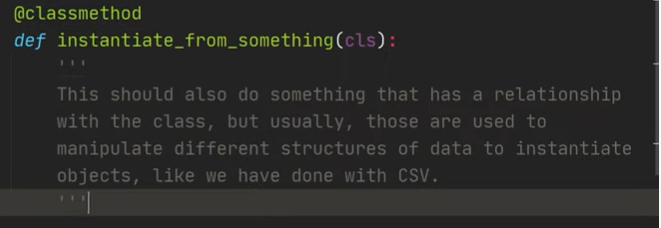 @classmethod
def instantiate_from_something(cls):
    '''
    This should also do something that has a relationship
    with the class, but usually, those are used to
    manipulate different structures of data to instantiate
    objects, like we have done with CSV.
    '''